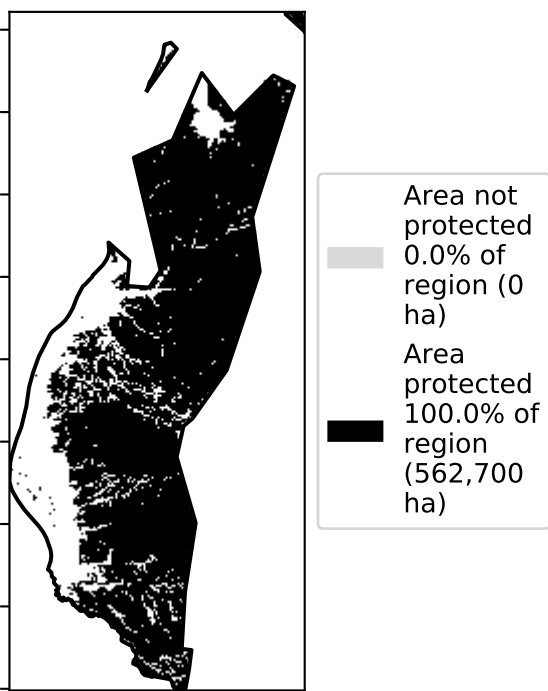 Area not
protected
0.0% of
region (0
ha)
Area
protected
100.0% of
region
(562,700
ha)